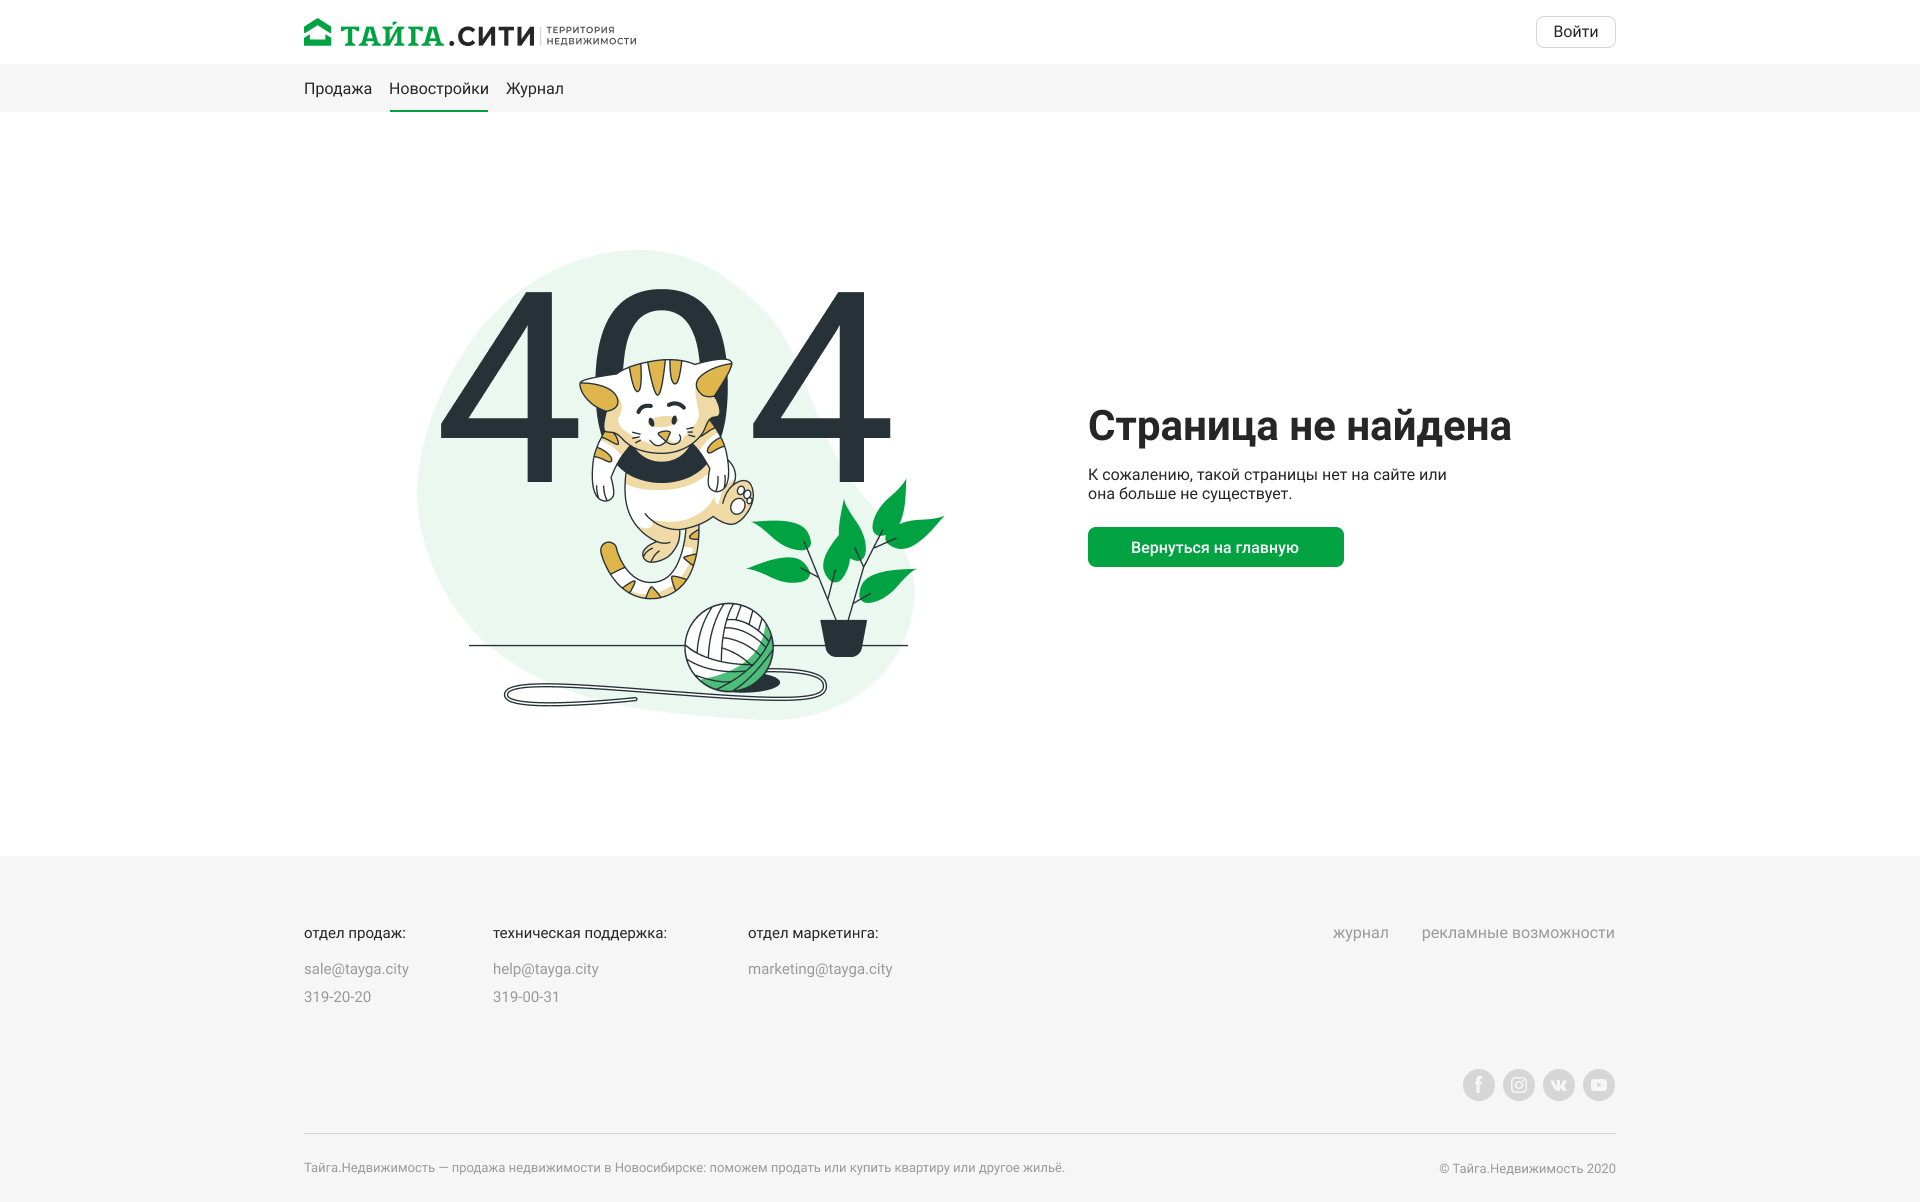 ТАЙГА.СИТИ
ТЕРРИТОРИЯ
НЕДВИЖИМОСТИ
Войти
Продажа
Новостройки
Журнал
404
Страница не найдена
К сожалению, такой страницы нет на сайте или
она больше не существует.
Вернуться на главную
отдел продаж:
sale@tayga.city
319-20-20
техническая поддержка:
help@tayga.city
319-00-31
отдел маркетинга:
marketing@tayga.city
журнал
рекламные возможности
Тайга.Недвижимость — продажа недвижимости в Новосибирске: поможем продать или купить квартиру или другое жильё.
© Тайга.Недвижимость 2020